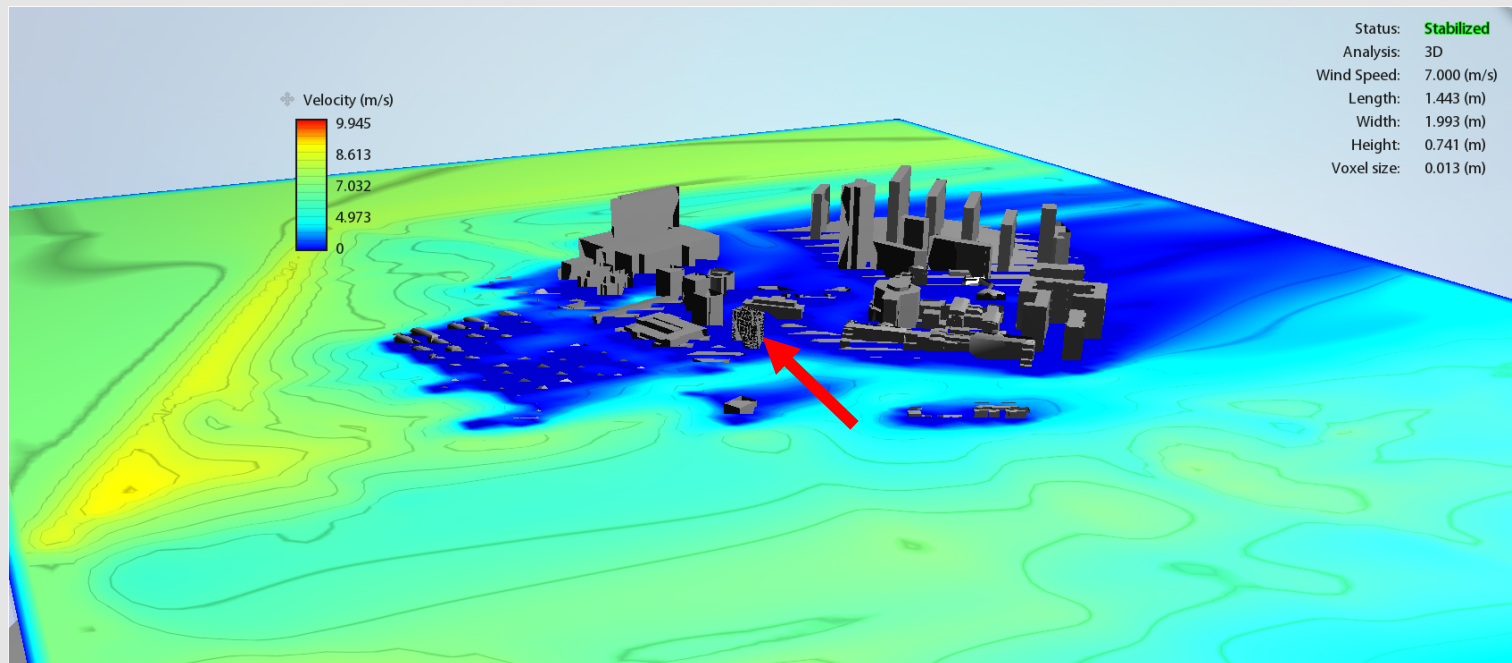 Status: Stabilized
Analysis: 3D
Wind Speed: 7.000 (m/s)
Length: 1.443 (m)
Width: 1.993 (m)
Height: 0.741 (m)
Voxel size: 0.013 (m)
Velocity (m/s)
9.945
8.613
7.032
4.973
0